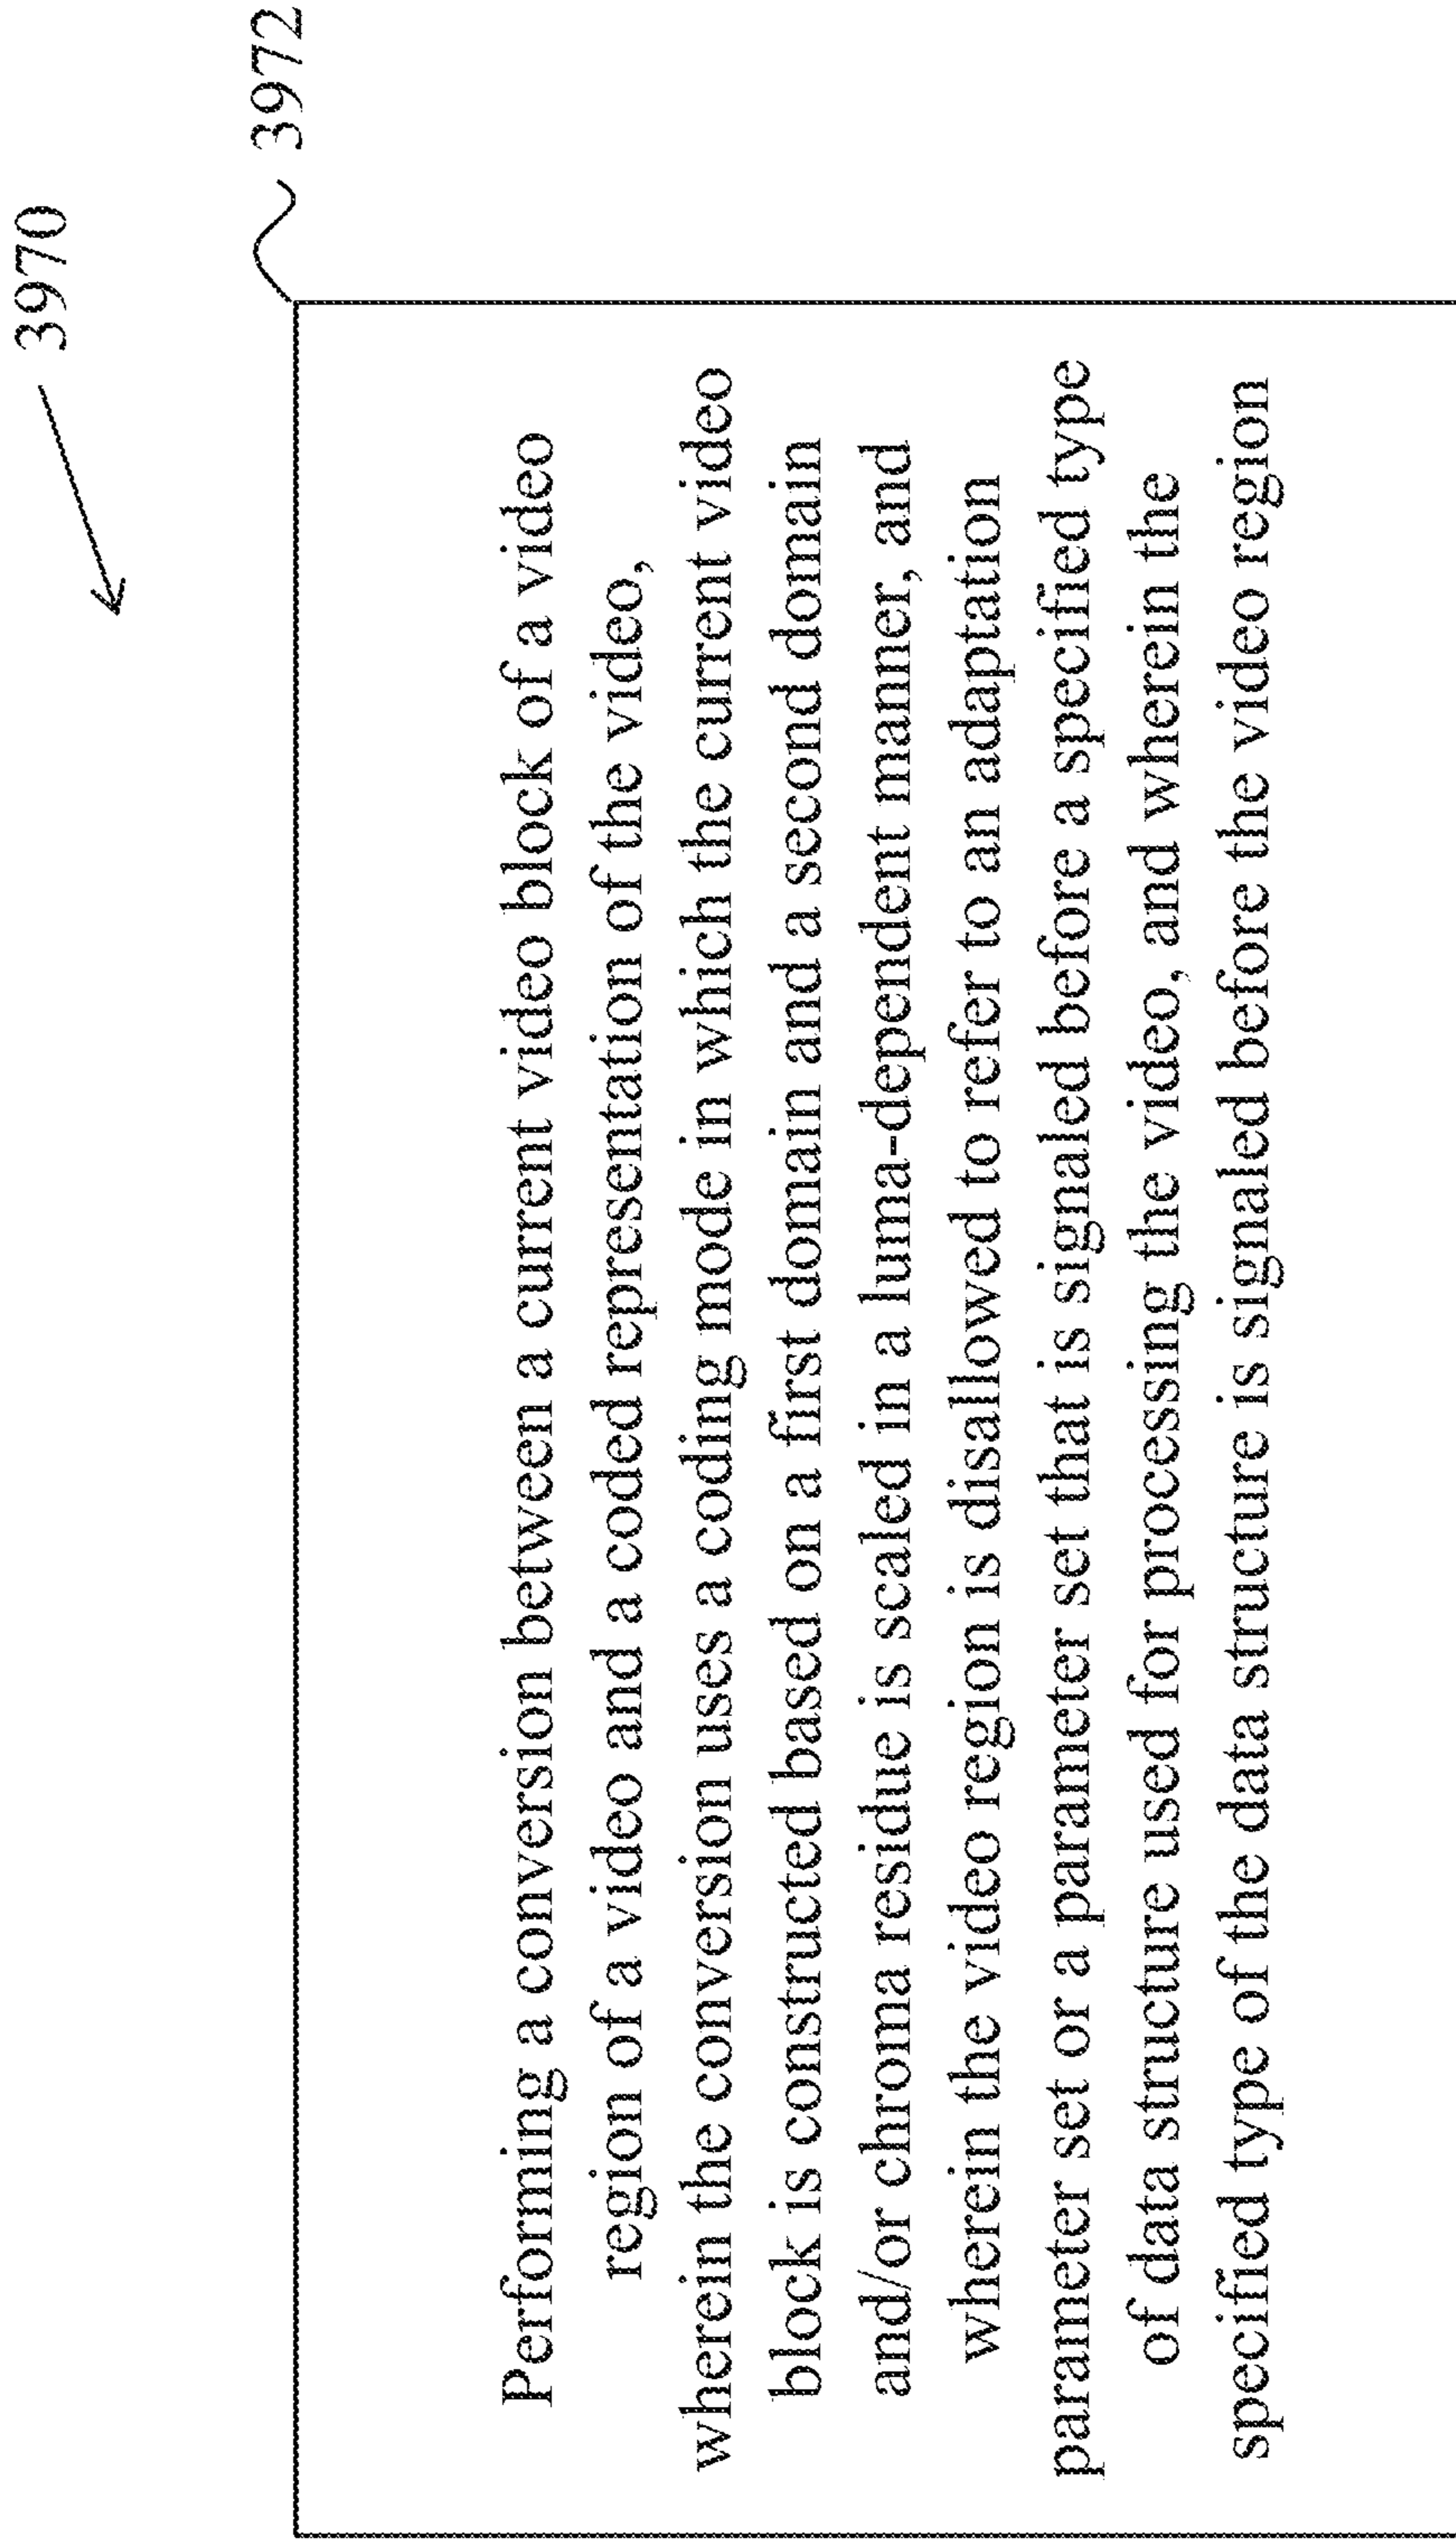 3970
3972
Performing a conversion between a current video block of a video
region of a video and a coded representation of the video,
wherein the conversion uses a coding mode in which the current video
block is constructed based on a first domain and a second domain
and/or chroma residue is scaled in a luma-dependent manner, and
wherein the video region is disallowed to refer to an adaptation
parameter set or a parameter set that is signaled before a specified type
of data structure used for processing the video, and wherein the
specified type of the data structure is signaled before the video region